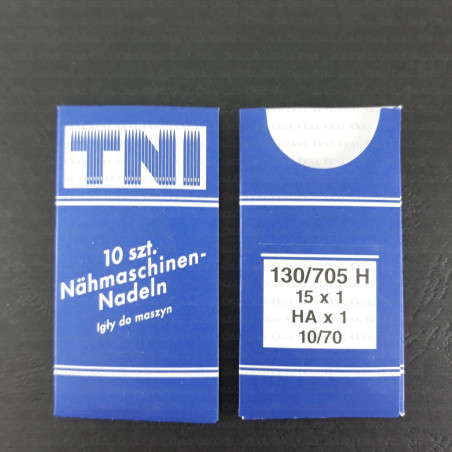 TNI
10 szt.
Nähmaschinen-
Nadeln
Igły do maszyn
130/705 H
15 x 1
HA x 1
10/70